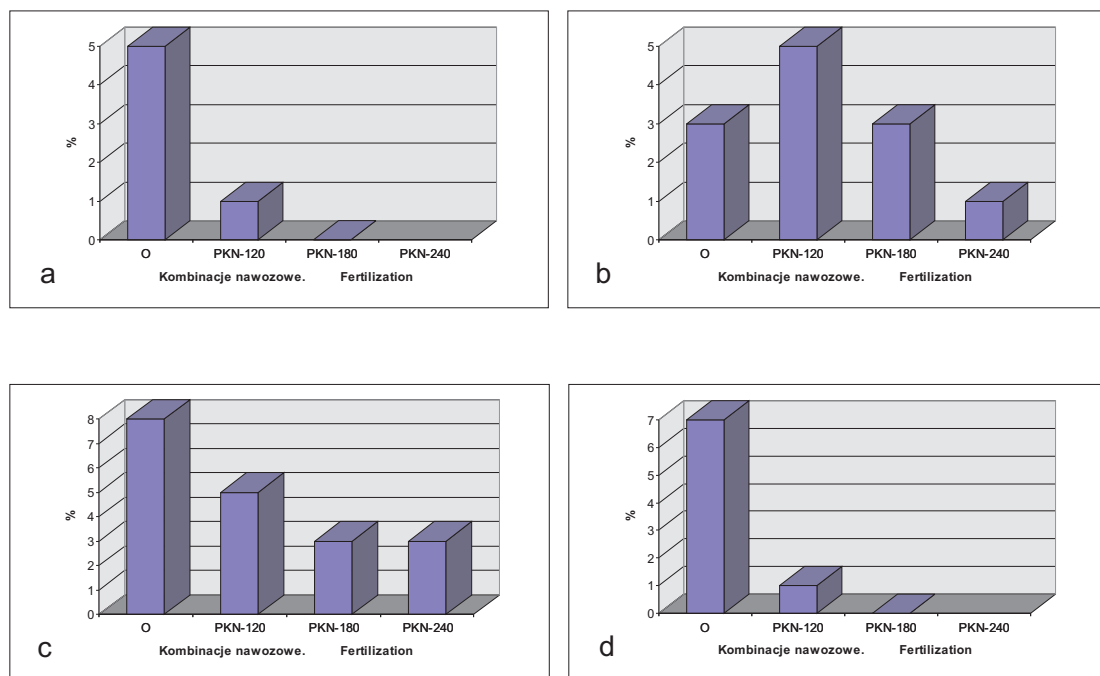 5
4
3
2
1
0
%
O PKN-120 PKN-180 PKN-240
Kombinacje nawozowe. Fertilization
a
5
4
3
2
1
0
%
O PKN-120 PKN-180 PKN-240
Kombinacje nawozowe. Fertilization
b
8
7
6
5
4
3
2
1
0
%
O PKN-120 PKN-180 PKN-240
Kombinacje nawozowe. Fertilization
c
7
6
5
4
3
2
1
0
%
O PKN-120 PKN-180 PKN-240
Kombinacje nawozowe. Fertilization
d